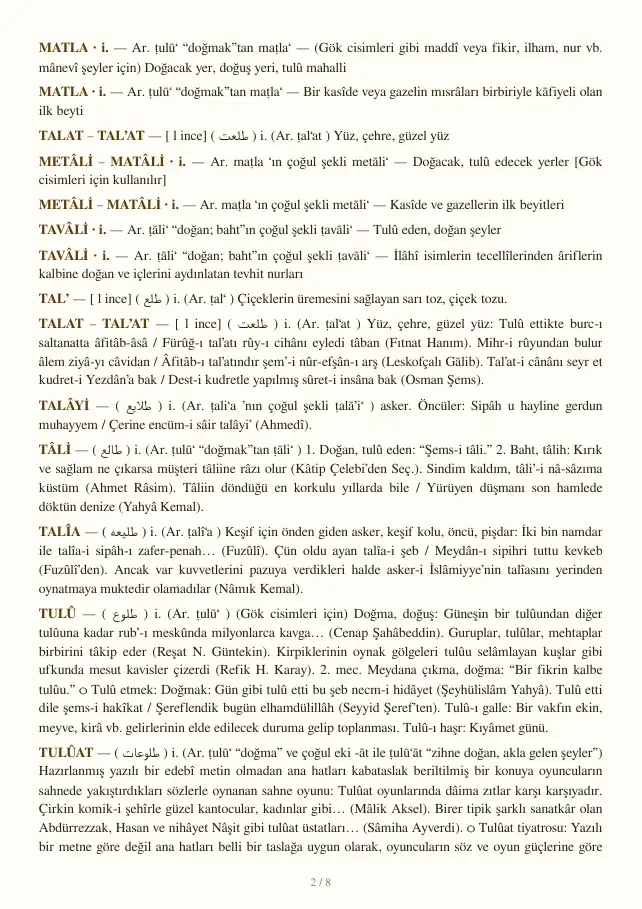 MATLA · i. — Ar. ṭulū‘ “doğmak”tan maṭla‘ — (Gök cisimleri gibi maddî veya fikir, ilham, nur vb.
mânevî şeyler için) Doğacak yer, doğuş yeri, tulû mahalli
MATLA · i. — Ar. ṭulū‘ “doğmak”tan maṭla‘ — Bir kasîde veya gazelin mısrâları birbiriyle kāfiyeli olan
ilk beyti
TALAT – TAL’AT — [ l ince] ( طلعت ) i. (Ar. ṭal‘at ) Yüz, çehre, güzel yüz
METÂLİ – MATÂLİ · i. — Ar. maṭla ‘ın çoğul şekli metāli‘ — Doğacak, tulû edecek yerler [Gök
cisimleri için kullanılır]
METÂLİ – MATÂLİ · i. — Ar. maṭla ‘ın çoğul şekli metāli‘ — Kasîde ve gazellerin ilk beyitleri
TAVÂLİ · i. — Ar. ṭāli‘ “doğan; baht”ın çoğul şekli ṭavāli‘ — Tulû eden, doğan şeyler
TAVÂLİ · i. — Ar. ṭāli‘ “doğan; baht”ın çoğul şekli ṭavāli‘ — İlâhî isimlerin tecellîlerinden âriflerin
kalbine doğan ve içlerini aydınlatan tevhit nurları
TAL’ — [ l ince] ( طلع ) i. (Ar. ṭal‘ ) Çiçeklerin üremesini sağlayan sarı toz, çiçek tozu.
TALAT – TAL’AT — [ l ince] ( طلعت ) i. (Ar. ṭal‘at ) Yüz, çehre, güzel yüz: Tulû ettikte burc-ı
saltanatta âfitâb-âsâ / Fürûğ-ı tal’atı rûy-ı cihânı eyledi tâban (Fıtnat Hanım). Mihr-i rûyundan bulur
âlem ziyâ-yı câvidan / Âfitâb-ı tal’atındır şem’-i nûr-efşân-ı arş (Leskofçalı Gālib). Tal’at-i cânânı seyr et
kudret-i Yezdân’a bak / Dest-i kudretle yapılmış sûret-i insâna bak (Osman Şems).
TALÂYİ — ( طلايع ) i. (Ar. ṭali‘a ’nın çoğul şekli ṭalā’i‘ ) asker. Öncüler: Sipâh u hayline gerdun
muhayyem / Çerine encüm-i sâir talâyi’ (Ahmedî).
TÂLİ — ( طالع ) i. (Ar. ṭulū‘ “doğmak”tan ṭāli‘ ) 1. Doğan, tulû eden: “Şems-i tâli.” 2. Baht, tâlih: Kırık
ve sağlam ne çıkarsa müşteri tâliine râzı olur (Kâtip Çelebi’den Seç.). Sindim kaldım, tâli’-i nâ-sâzıma
küstüm (Ahmet Râsim). Tâliin döndüğü en korkulu yıllarda bile / Yürüyen düşmanı son hamlede
döktün denize (Yahyâ Kemal).
TALÎA — ( طليعه ) i. (Ar. ṭalī‘a ) Keşif için önden giden asker, keşif kolu, öncü, pişdar: İki bin namdar
ile talîa-i sipâh-ı zafer-penah… (Fuzûlî). Çün oldu ayan talîa-i şeb / Meydân-ı sipihri tuttu kevkeb
(Fuzûlî’den). Ancak var kuvvetlerini pazuya verdikleri halde asker-i İslâmiyye’nin talîasını yerinden
oynatmaya muktedir olamadılar (Nâmık Kemal).
TULÛ — ( طلوع ) i. (Ar. ṭulū‘ ) (Gök cisimleri için) Doğma, doğuş: Güneşin bir tulûundan diğer
tulûuna kadar rub’-ı meskûnda milyonlarca kavga… (Cenap Şahâbeddin). Guruplar, tulûlar, mehtaplar
birbirini tâkip eder (Reşat N. Güntekin). Kirpiklerinin oynak gölgeleri tulûu selâmlayan kuşlar gibi
ufkunda mesut kavisler çizerdi (Refik H. Karay). 2. mec. Meydana çıkma, doğma: “Bir fikrin kalbe
tulûu.” ѻ Tulû etmek: Doğmak: Gün gibi tulû etti bu şeb necm-i hidâyet (Şeyhülislâm Yahyâ). Tulû etti
dile şems-i hakîkat / Şereflendik bugün elhamdülillâh (Seyyid Şeref’ten). Tulû-ı galle: Bir vakfın ekin,
meyve, kirâ vb. gelirlerinin elde edilecek duruma gelip toplanması. Tulû-ı haşr: Kıyâmet günü.
TULÛAT — ( طلوعات ) i. (Ar. ṭulū‘ “doğma” ve çoğul eki -āt ile ṭulū‘āt “zihne doğan, akla gelen şeyler”)
Hazırlanmış yazılı bir edebî metin olmadan ana hatları kabataslak beriltilmiş bir konuya oyuncuların
sahnede yakıştırdıkları sözlerle oynanan sahne oyunu: Tulûat oyunlarında dâima zıtlar karşı karşıyadır.
Çirkin komik-i şehîrle güzel kantocular, kadınlar gibi… (Mâlik Aksel). Birer tipik şarklı sanatkâr olan
Abdürrezzak, Hasan ve nihâyet Nâşit gibi tulûat üstatları… (Sâmiha Ayverdi). ѻ Tulûat tiyatrosu: Yazılı
bir metne göre değil ana hatları belli bir taslağa uygun olarak, oyuncuların söz ve oyun güçlerine göre
2 / 8